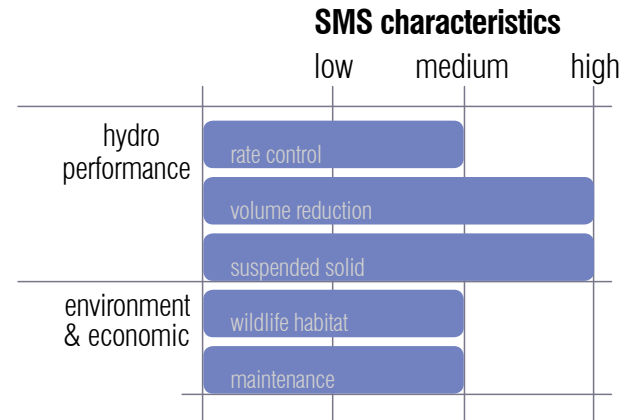 SMS characteristics
low medium high
hydro
performance
rate control
volume reduction
suspended solid
environment
& economic
wildlife habitat
maintenance